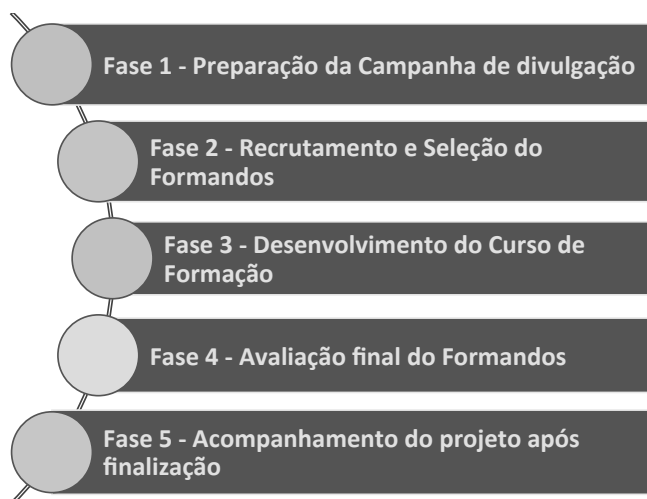 Fase 1 - Preparação da Campanha de divulgação
Fase 2 - Recrutamento e Seleção do
Formandos
Fase 3 - Desenvolvimento do Curso de
Formação
Fase 4 - Avaliação final do Formandos
Fase 5 - Acompanhamento do projeto após
finalização